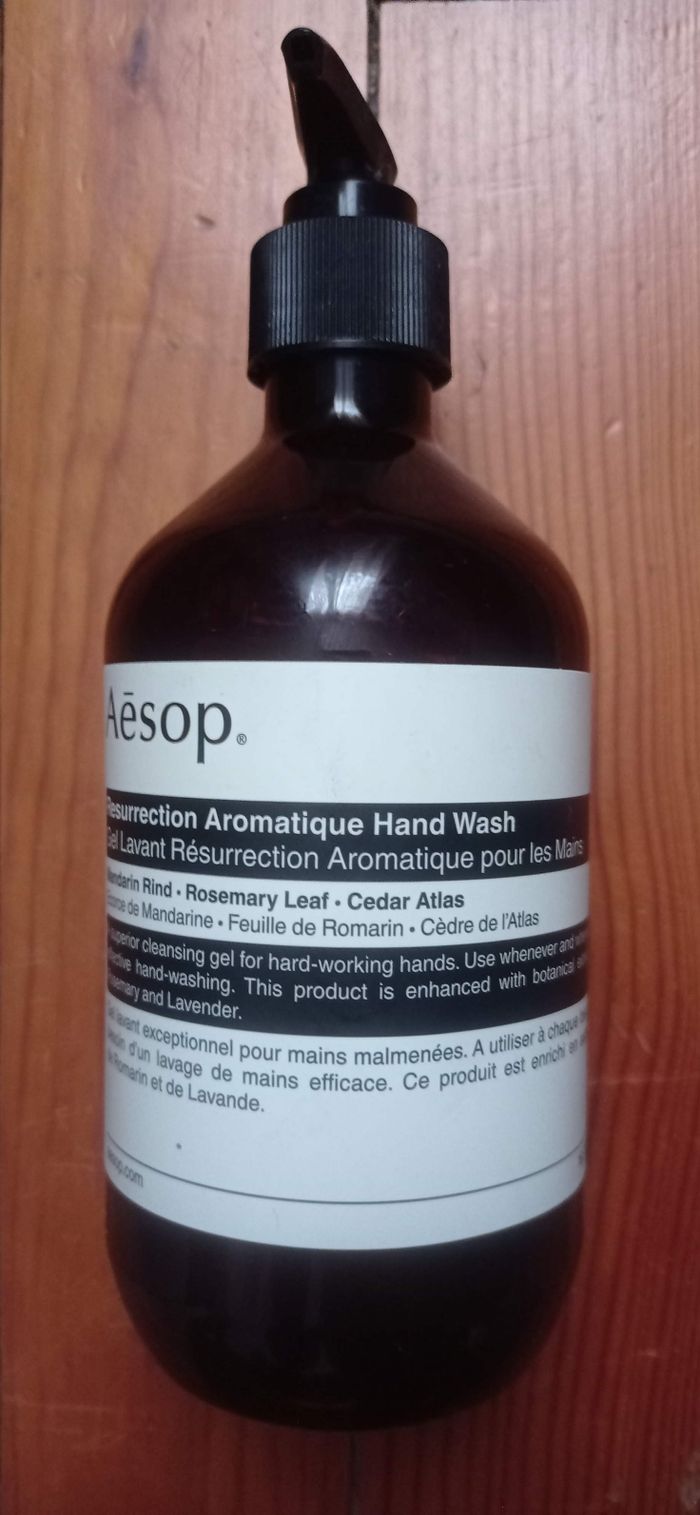 Aēsop®
Resurrection Aromatique Hand Wash
Gel Lavant Résurrection Aromatique pour les Mains
Mandarin Rind • Rosemary Leaf • Cedar Atlas
Écorce de Mandarine • Feuille de Romarin • Cèdre de l'Atlas
superior cleansing gel for hard-working hands. Use whenever and
hand-washing. This product is enhanced with botanical
Rosemary and Lavender.
lavant exceptionnel pour mains malmenées. A utiliser à chaque
d'un lavage de mains efficace. Ce produit est enrichi en
de Romarin et de Lavande.
aesop.com